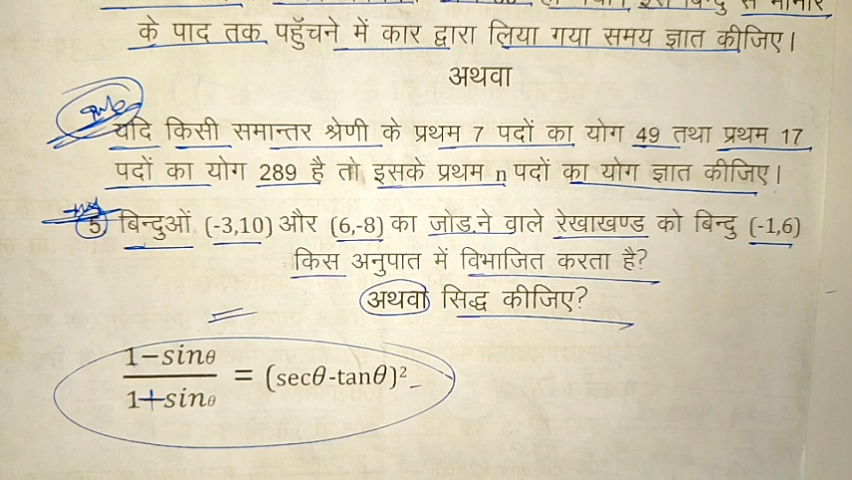 के पाद तक पहुँचने में कार द्वारा लिया गया समय ज्ञात कीजिए।
अथवा
यदि किसी समान्तर श्रेणी के प्रथम 7 पदों का योग 49 तथा प्रथम 17
पदों का योग 289 है तो इसके प्रथम n पदों का योग ज्ञात कीजिए।
5 बिन्दुओं (-3,10) और (6,-8) का जोड़.ने वाले रेखाखण्ड को बिन्दु (-1,6)
किस अनुपात में विभाजित करता है?
अथवा सिद्ध कीजिए?
1−sinθ
1+sinθ = (secθ-tanθ)²